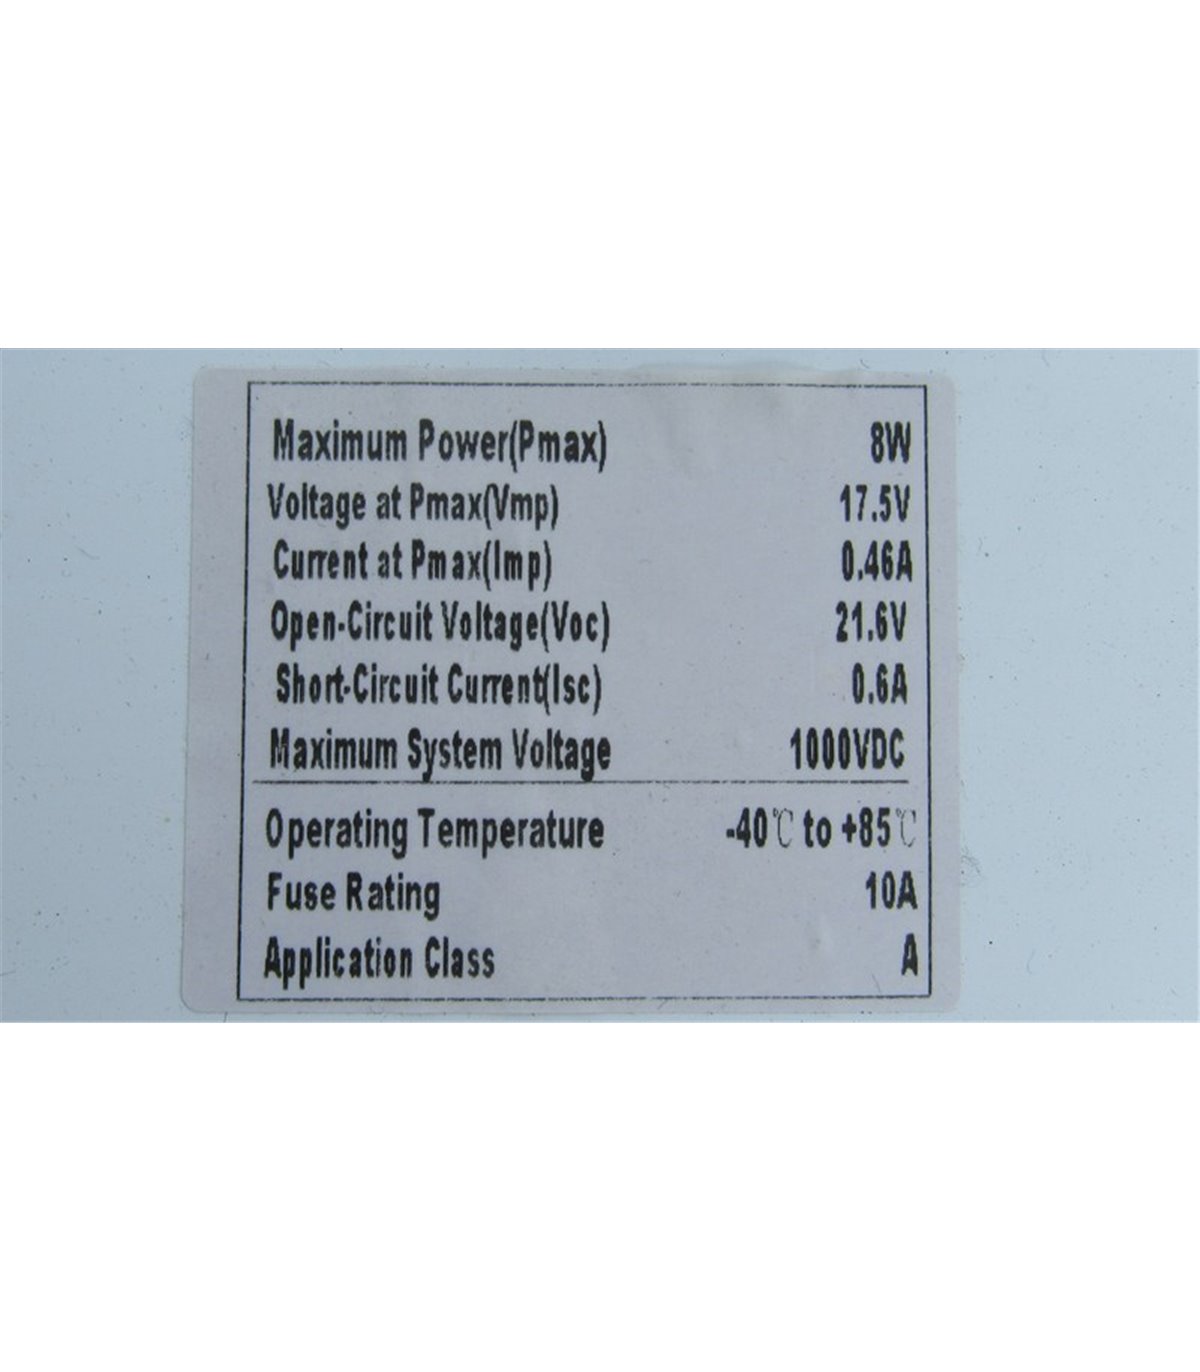 Maximum Power(Pmax) 8W
Voltage at Pmax(Vmp) 17.5V
Current at Pmax(Imp) 0.46A
Open-Circuit Voltage(Voc) 21.6V
Short-Circuit Current(Isc) 0.6A
Maximum System Voltage 1000VDC
Operating Temperature -40℃ to +85℃
Fuse Rating 10A
Application Class A